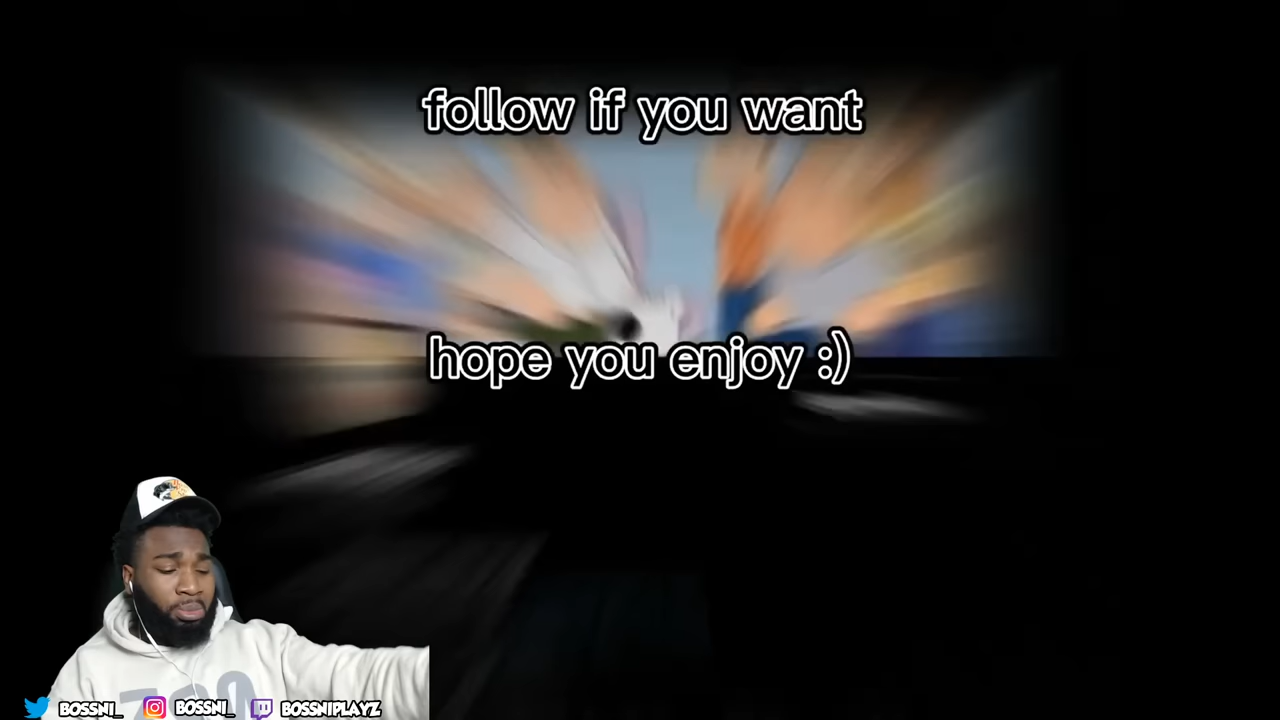 follow if you want
hope you enjoy :)
BOSSNI_ BOSSNI_ BOSSNIPLAYZ